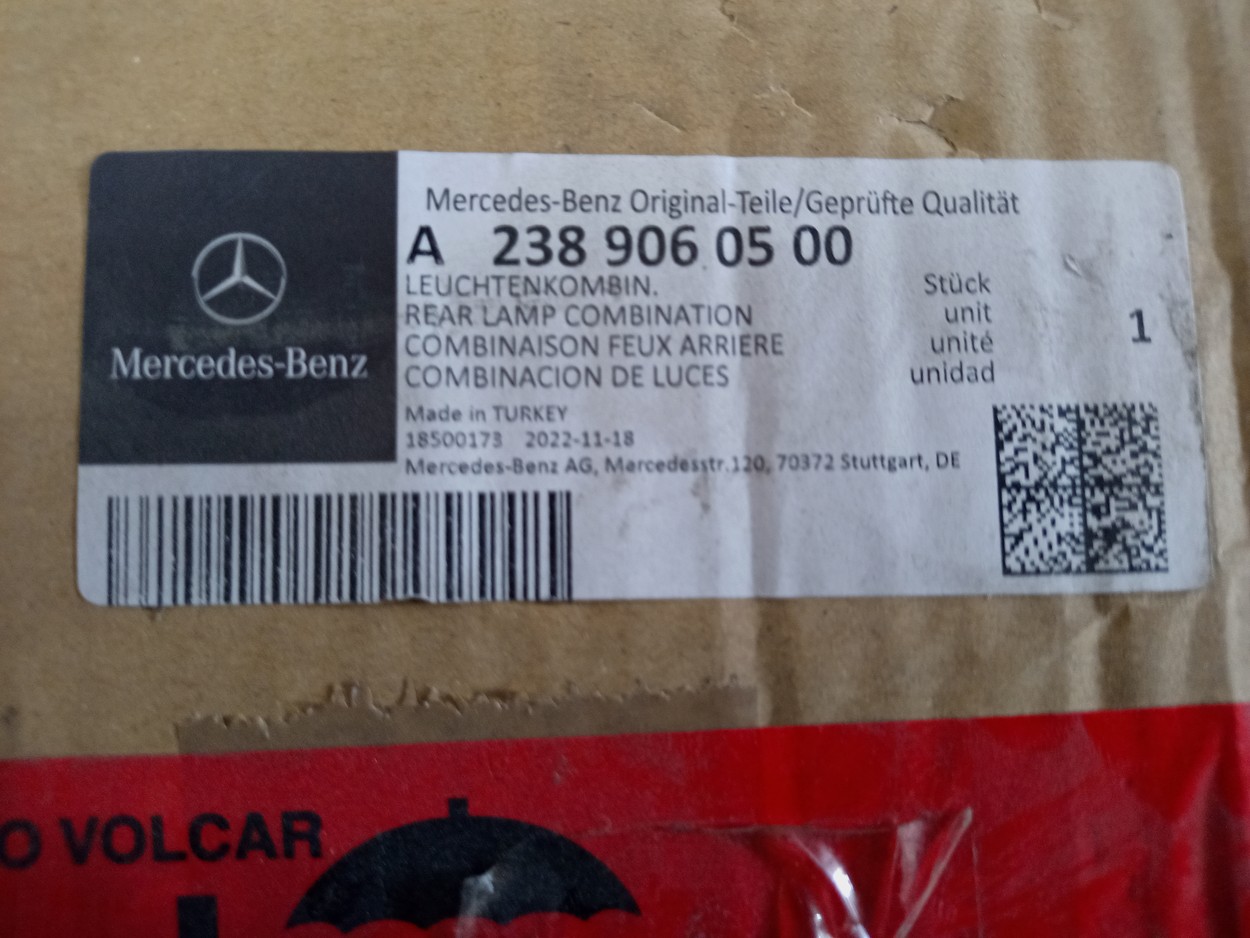 Mercedes-Benz
Mercedes-Benz Original-Teile/Geprüfte Qualität
A 238 906 05 00
LEUCHTENKOMBIN. Stück
REAR LAMP COMBINATION unit
COMBINAISON FEUX ARRIERE unité
COMBINACION DE LUCES unidad
1
Made in TURKEY
18500173 2022-11-18
Mercedes-Benz AG, Mercedesstr.120, 70372 Stuttgart, DE
O VOLCAR